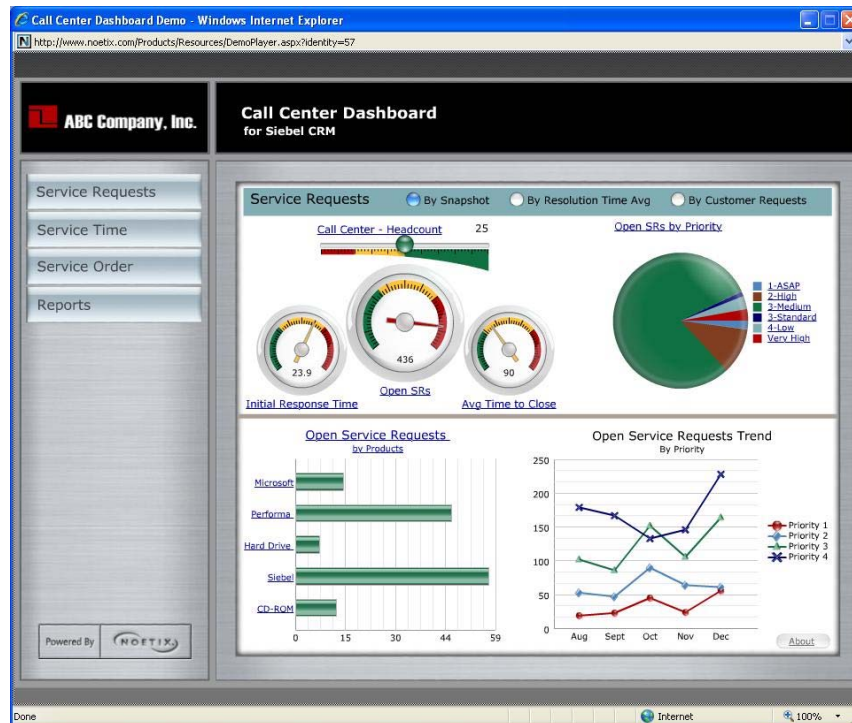 Call Center Dashboard Demo - Windows Internet Explorer
http://www.noetix.com/Products/Resources/DemoPlayer.aspx?identity=57
ABC Company, Inc.
Call Center Dashboard
for Siebel CRM
Service Requests
Service Time
Service Order
Reports
Service Requests
By Snapshot
By Resolution Time Avg
By Customer Requests
Call Center - Headcount
25
Open SRs by Priority
1-ASAP
2-High
3-Medium
3-Standard
4-Low
Very High
23.9
436
90
Initial Response Time
Open SRs
Avg Time to Close
Open Service Requests
by Products
Microsoft
Performa
Hard Drive
Siebel
CD-ROM
0 15 30 44 59
Open Service Requests Trend
By Priority
250
200
150
100
50
0
Aug Sept Oct Nov Dec
Priority 1
Priority 2
Priority 3
Priority 4
About
Powered By NOETIX
Done
Internet
100%